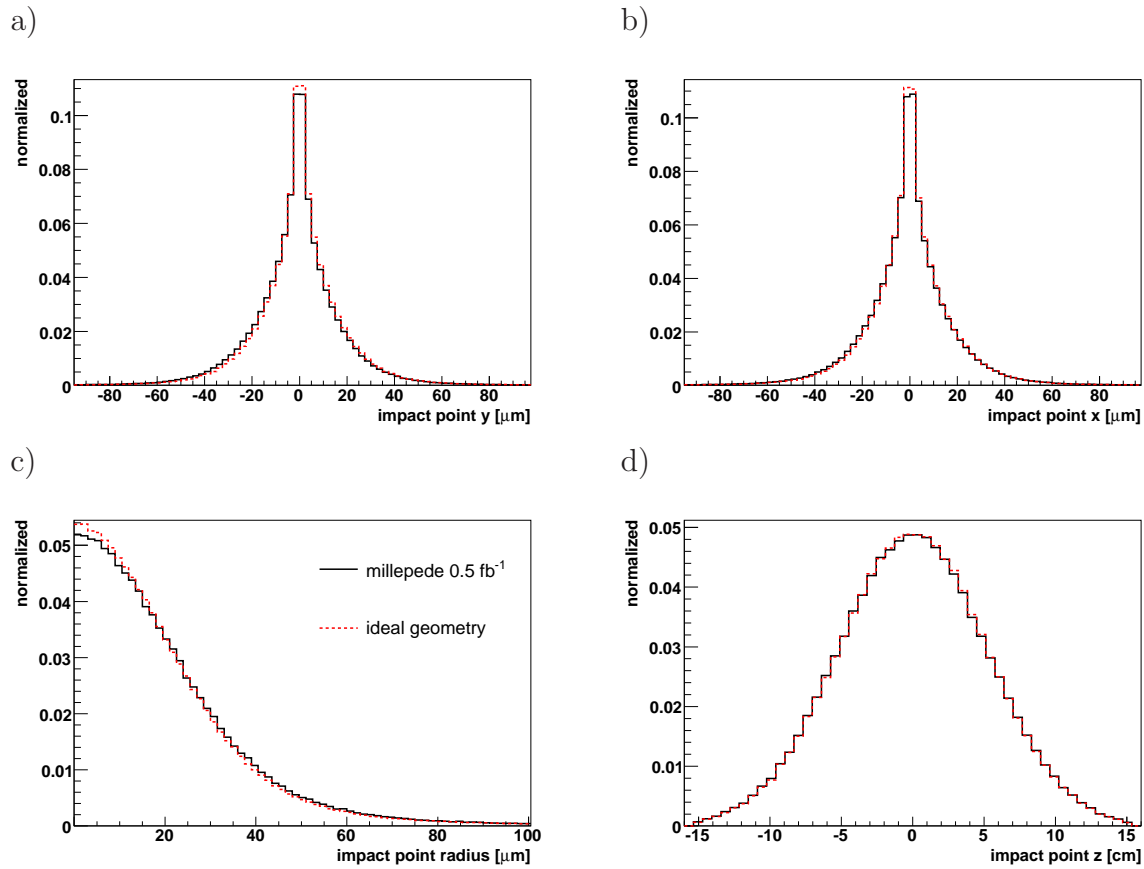 a)
b)
normalized
0.1
0.08
0.06
0.04
0.02
0
-80 -60 -40 -20 0 20 40 60 80
impact point y [μm]
normalized
0.1
0.08
0.06
0.04
0.02
0
-80 -60 -40 -20 0 20 40 60 80
impact point x [μm]
c)
d)
normalized
0.05
0.04
0.03
0.02
0.01
0
20 40 60 80 100
impact point radius [μm]
millepede 0.5 fb⁻¹
ideal geometry
normalized
0.05
0.04
0.03
0.02
0.01
0
-15 -10 -5 0 5 10 15
impact point z [cm]